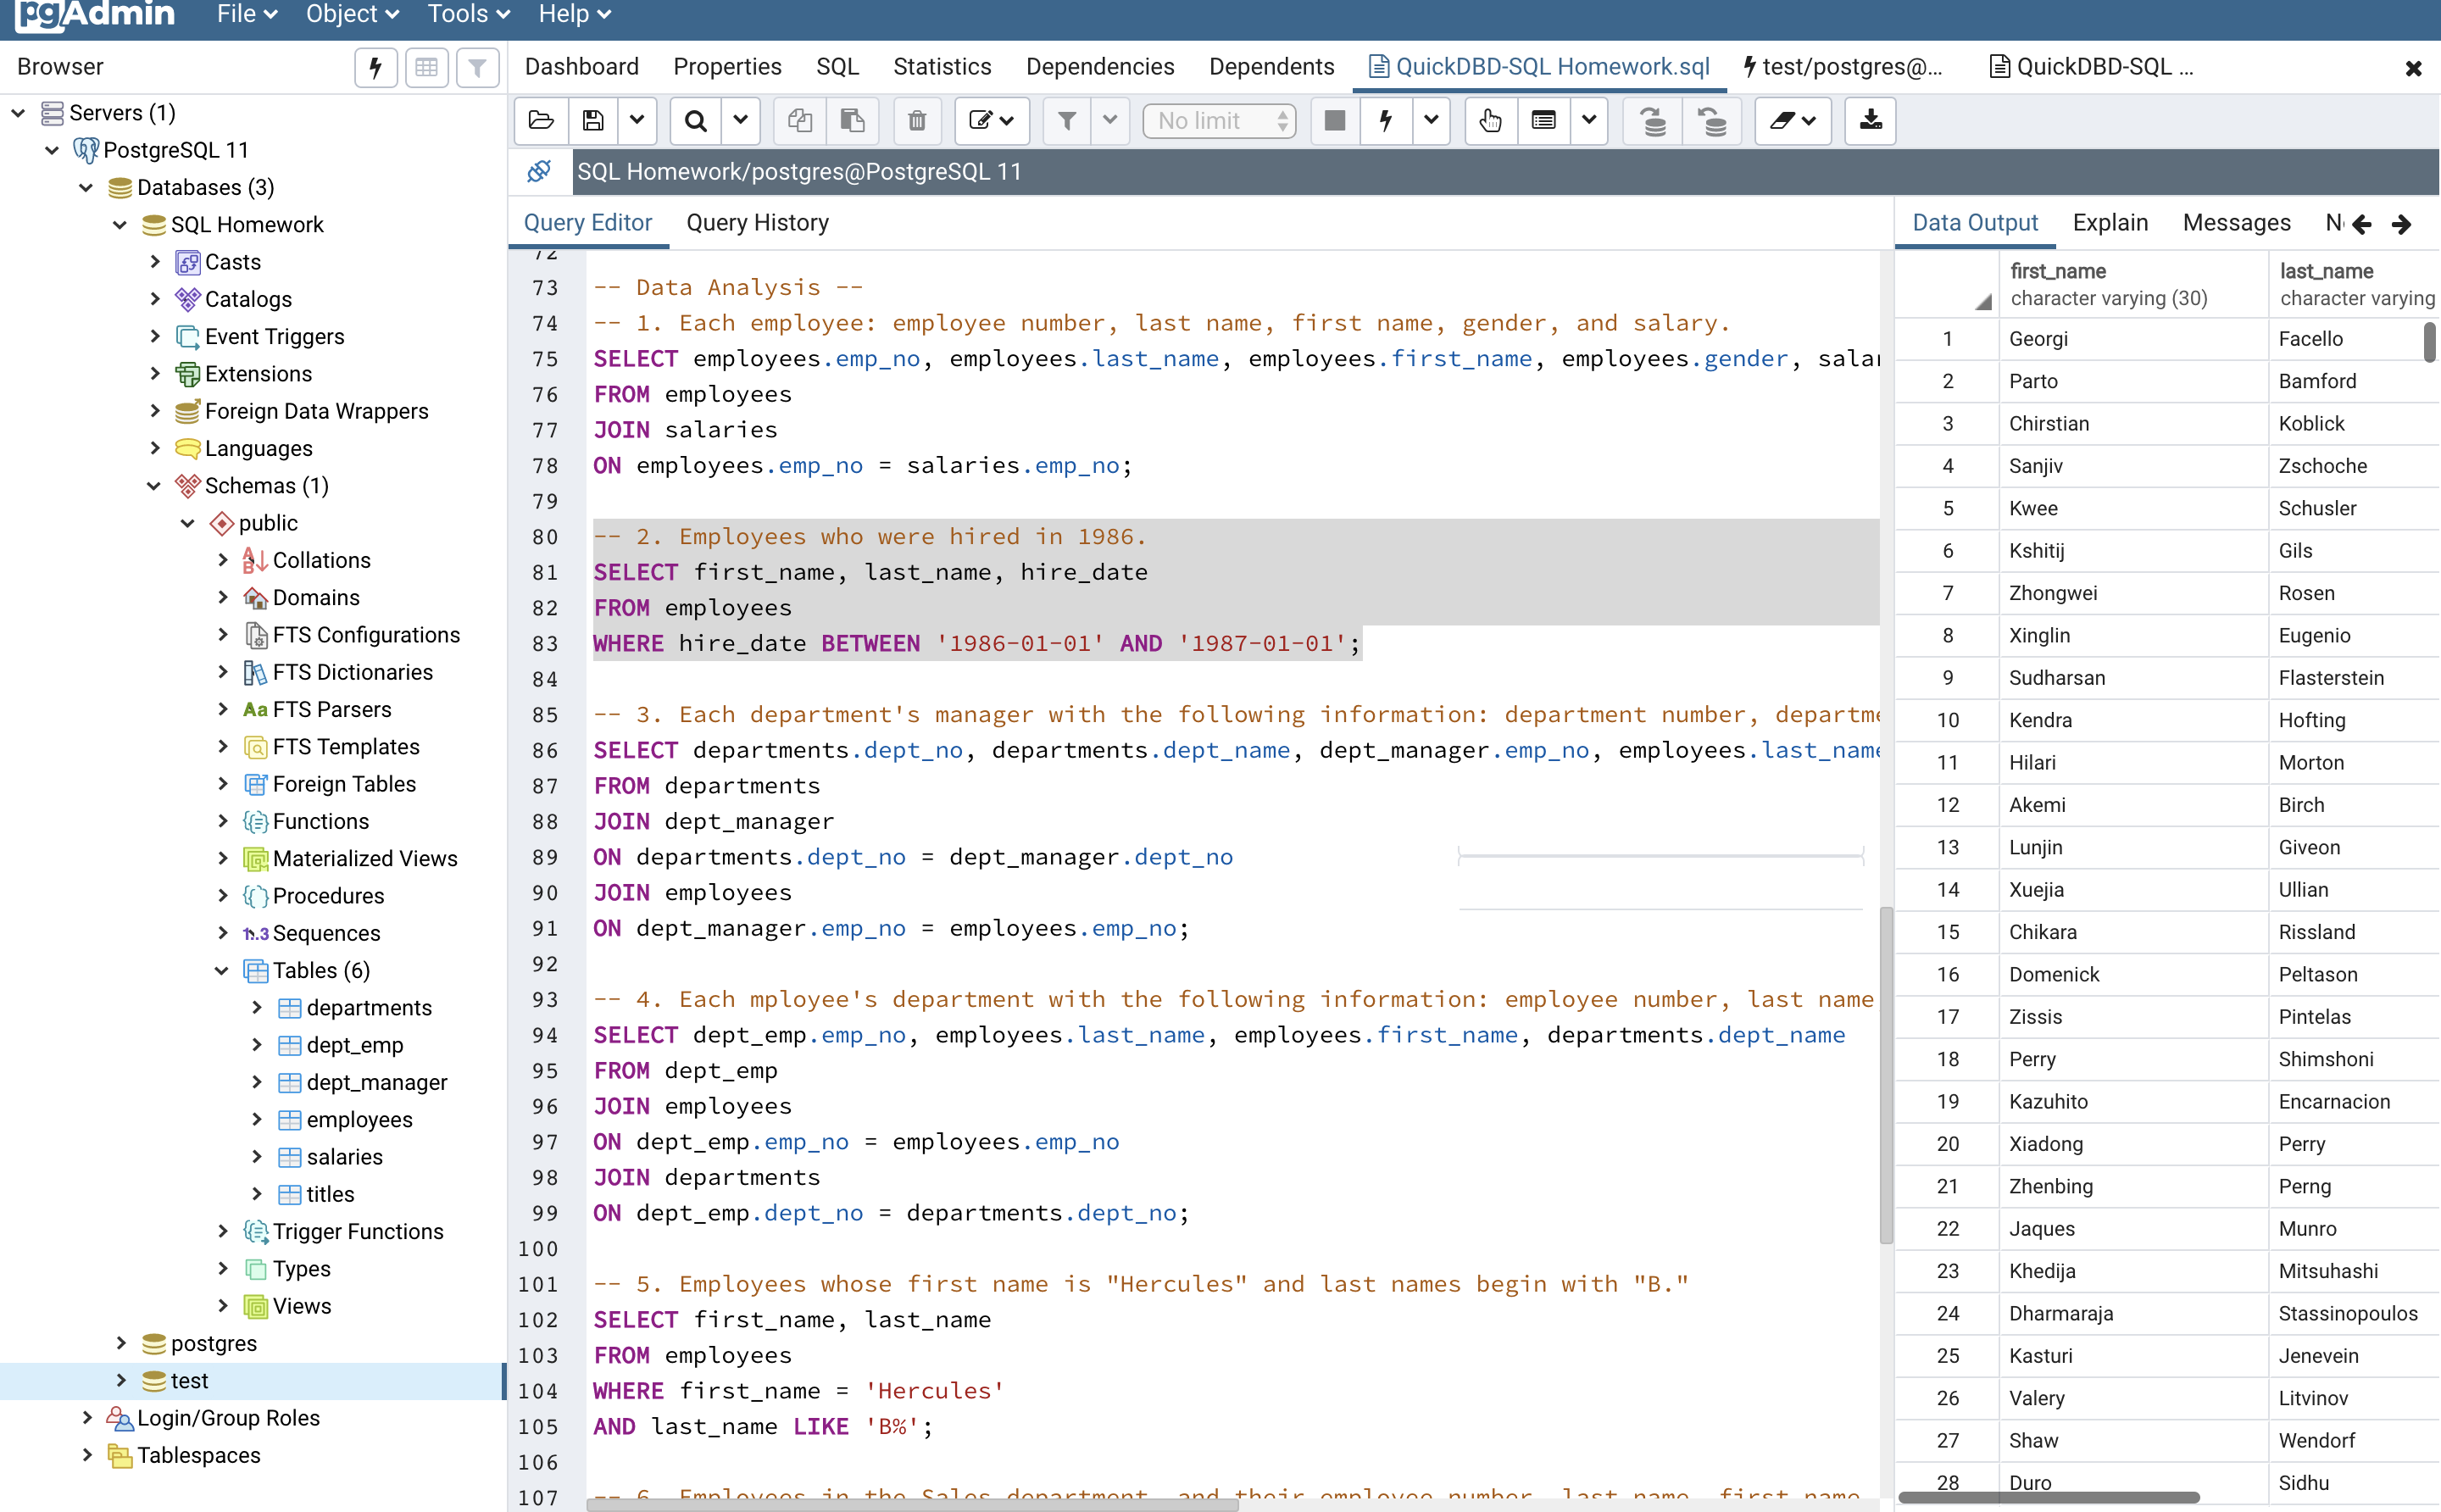 pgAdmin File Object Tools Help
Browser
Dashboard Properties SQL Statistics Dependencies Dependents QuickDBD-SQL Homework.sql test/postgres@... QuickDBD-SQL ...
No limit
SQL Homework/postgres@PostgreSQL 11
Servers (1)
PostgreSQL 11
Databases (3)
SQL Homework
Casts
Catalogs
Event Triggers
Extensions
Foreign Data Wrappers
Languages
Schemas (1)
public
Collations
Domains
FTS Configurations
FTS Dictionaries
Aa FTS Parsers
FTS Templates
Foreign Tables
Functions
Materialized Views
Procedures
1..3 Sequences
Tables (6)
departments
dept_emp
dept_manager
employees
salaries
titles
Trigger Functions
Types
Views
postgres
test
Login/Group Roles
Tablespaces
Query Editor Query History
72
73 -- Data Analysis --
74 -- 1. Each employee: employee number, last name, first name, gender, and salary.
75 SELECT employees.emp_no, employees.last_name, employees.first_name, employees.gender, salar
76 FROM employees
77 JOIN salaries
78 ON employees.emp_no = salaries.emp_no;
79
80 -- 2. Employees who were hired in 1986.
81 SELECT first_name, last_name, hire_date
82 FROM employees
83 WHERE hire_date BETWEEN '1986-01-01' AND '1987-01-01';
84
85 -- 3. Each department's manager with the following information: department number, departme
86 SELECT departments.dept_no, departments.dept_name, dept_manager.emp_no, employees.last_name
87 FROM departments
88 JOIN dept_manager
89 ON departments.dept_no = dept_manager.dept_no
90 JOIN employees
91 ON dept_manager.emp_no = employees.emp_no;
92
93 -- 4. Each mployee's department with the following information: employee number, last name
94 SELECT dept_emp.emp_no, employees.last_name, employees.first_name, departments.dept_name
95 FROM dept_emp
96 JOIN employees
97 ON dept_emp.emp_no = employees.emp_no
98 JOIN departments
99 ON dept_emp.dept_no = departments.dept_no;
100
101 -- 5. Employees whose first name is "Hercules" and last names begin with "B."
102 SELECT first_name, last_name
103 FROM employees
104 WHERE first_name = 'Hercules'
105 AND last_name LIKE 'B%';
106
107 -- 6. Employees in the Sales department, and their employee number, last name, first name
Data Output Explain Messages N
first_name last_name
character varying (30) character varying
1 Georgi Facello
2 Parto Bamford
3 Chirstian Koblick
4 Sanjiv Zschoche
5 Kwee Schusler
6 Kshitij Gils
7 Zhongwei Rosen
8 Xinglin Eugenio
9 Sudharsan Flasterstein
10 Kendra Hofting
11 Hilari Morton
12 Akemi Birch
13 Lunjin Giveon
14 Xuejia Ullian
15 Chikara Rissland
16 Domenick Peltason
17 Zissis Pintelas
18 Perry Shimshoni
19 Kazuhito Encarnacion
20 Xiadong Perry
21 Zhenbing Perng
22 Jaques Munro
23 Khedija Mitsuhashi
24 Dharmaraja Stassinopoulos
25 Kasturi Jenevein
26 Valery Litvinov
27 Shaw Wendorf
28 Duro Sidhu